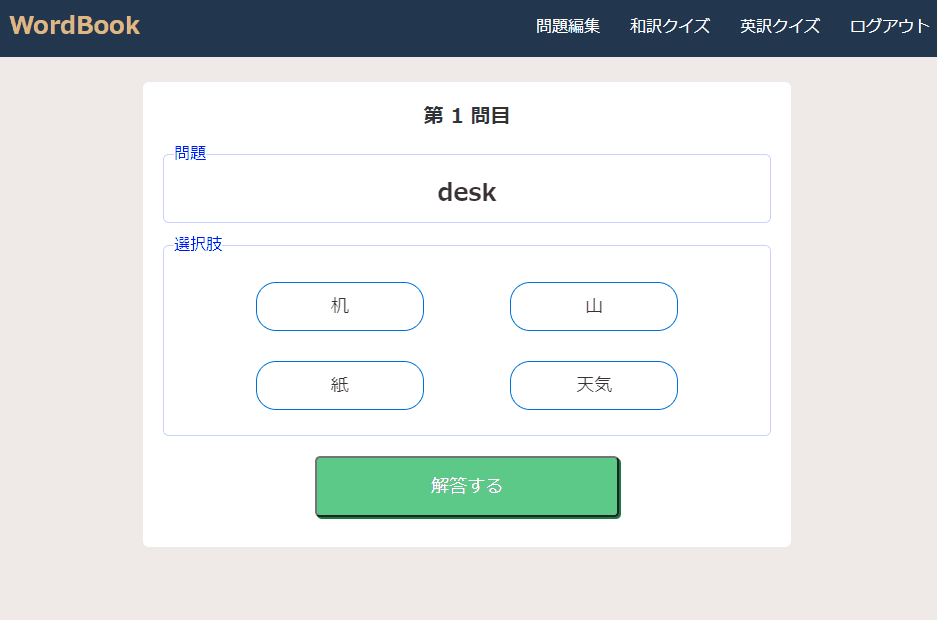 WordBook 問題編集 和訳クイズ 英訳クイズ ログアウト
第 1 問目
問題
desk
選択肢
机 山
紙 天気
解答する